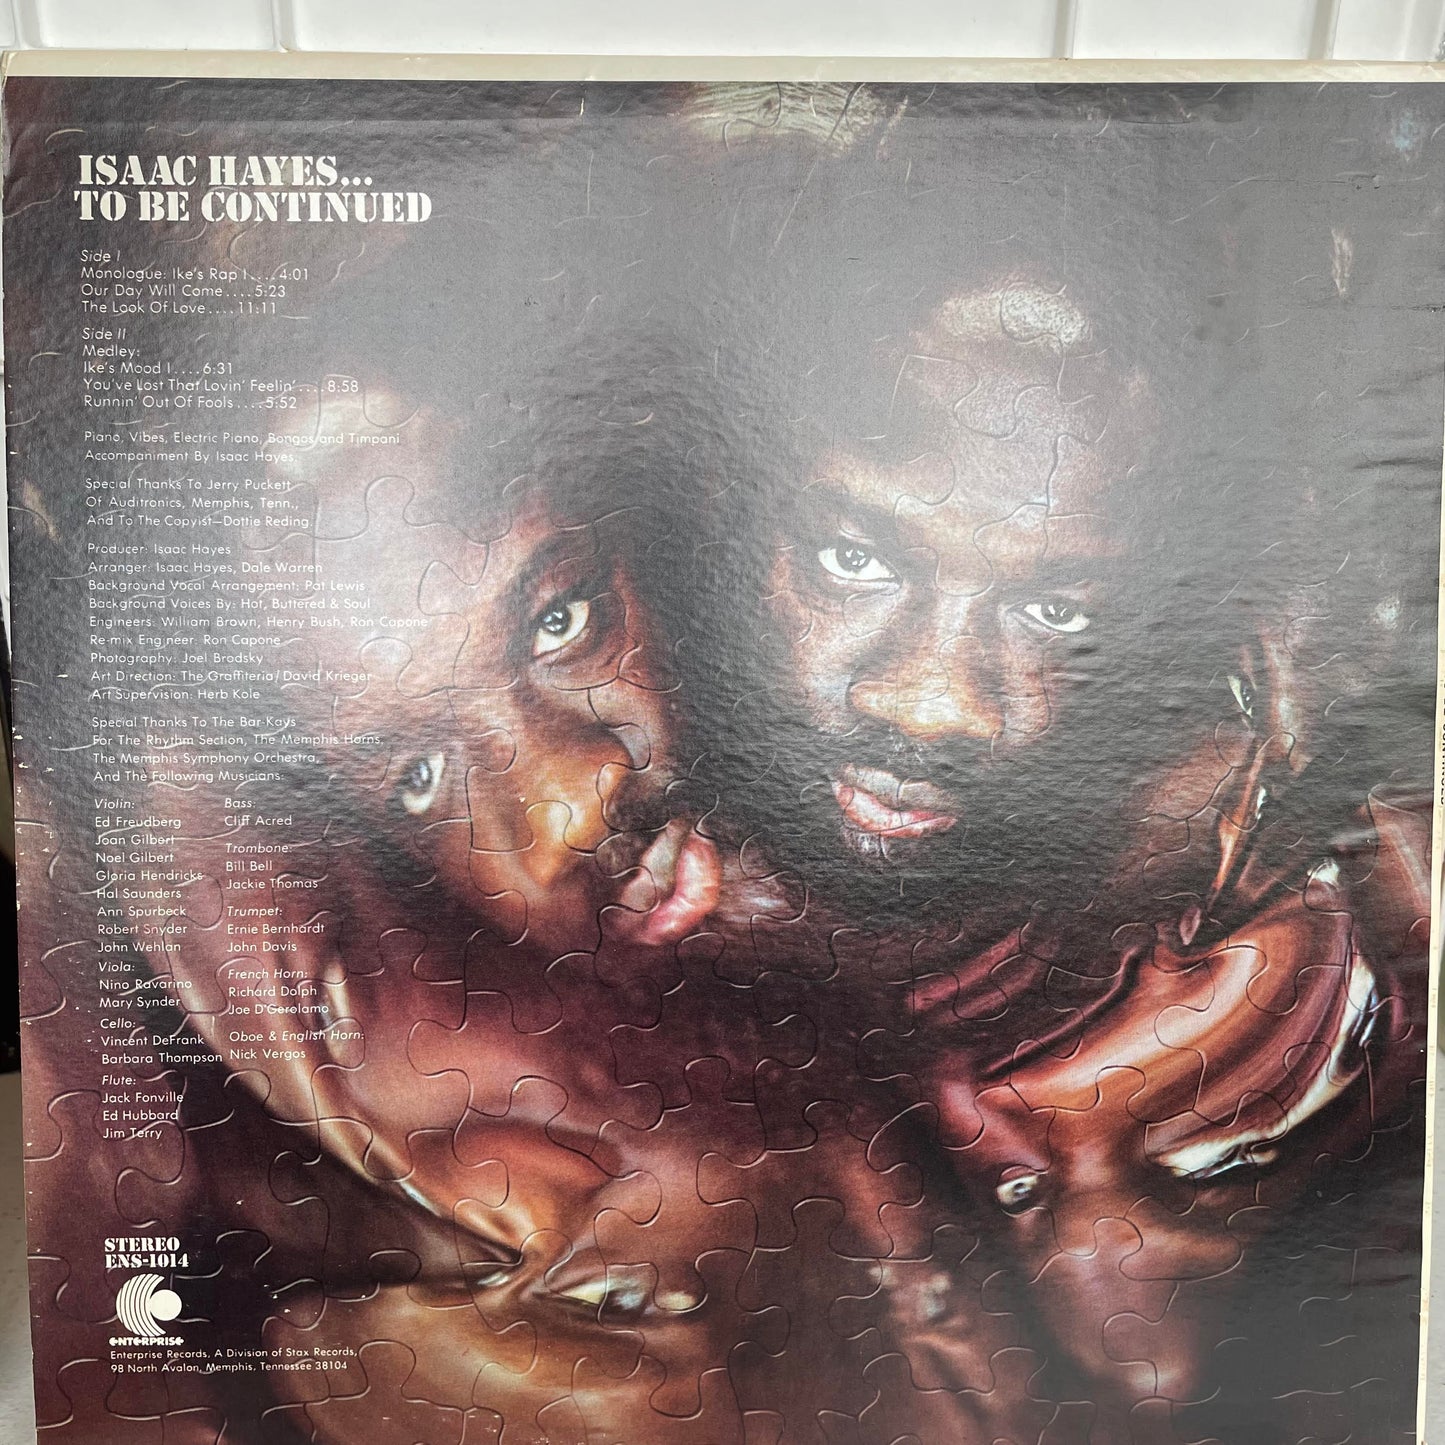 ISAAC HAYES...
TO BE CONTINUED
Side I
Monologue: Ike's Rap I....4:01
Our Day Will Come....5:23
The Look Of Love....11:11
Side II
Medley:
Ike's Mood I....6:31
You've Lost That Lovin' Feelin'....8:58
Runnin' Out Of Fools....5:52
Piano, Vibes, Electric Piano, Bongos and Timpani
Accompaniment By Isaac Hayes.
Special Thanks To Jerry Puckett
Of Auditronics, Memphis, Tenn.,
And To The Copyist—Dottie Reding.
Producer: Isaac Hayes
Arranger: Isaac Hayes, Dale Warren
Background Vocal Arrangement: Pat Lewis
Background Voices By: Hot, Buttered & Soul
Engineers: William Brown, Henry Bush, Ron Capone
Re-mix Engineer: Ron Capone
Photography: Joel Brodsky
Art Direction: The Graffiteria/David Krieger
Art Supervision: Herb Kole
Special Thanks To The Bar-Kays
For The Rhythm Section, The Memphis Horns,
The Memphis Symphony Orchestra,
And The Following Musicians:
Violin:
Ed Freudberg
Joan Gilbert
Noel Gilbert
Gloria Hendricks
Hal Saunders
Ann Spurbeck
Robert Snyder
John Wehlan
Viola:
Nino Ravarino
Mary Synder
Cello:
Vincent DeFrank
Barbara Thompson
Flute:
Jack Fonville
Ed Hubbard
Jim Terry
Bass:
Cliff Acred
Trombone:
Bill Bell
Jackie Thomas
Trumpet:
Ernie Bernhardt
John Davis
French Horn:
Richard Dolph
Joe D'Gerolamo
Oboe & English Horn:
Nick Vergos
STEREO
ENS-1014
ENTERPRISE
Enterprise Records, A Division of Stax Records,
98 North Avalon, Memphis, Tennessee 38104